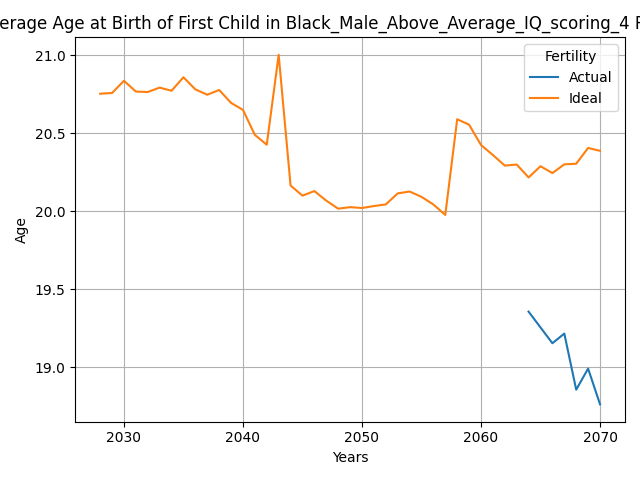 erage Age at Birth of First Child in Black_Male_Above_Average_IQ_scoring_4
Fertility
Actual
Ideal
21.0
20.5
20.0
19.5
19.0
Age
2030 2040 2050 2060 2070
Years